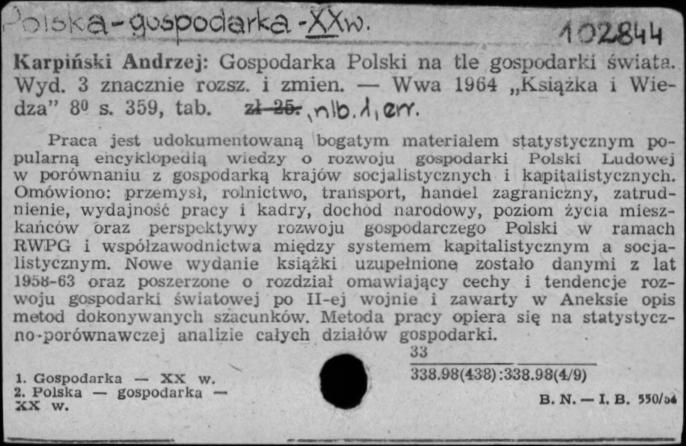 Polska-gospodarka-XXw. 102844
Karpiński Andrzej: Gospodarka Polski na tle gospodarki świata.
Wyd. 3 znacznie rozsz. i zmien. — Wwa 1964 „Książka i Wie-
dza” 8⁰ s. 359, tab. zł 25. , nlb. 1, err.
Praca jest udokumentowaną bogatym materiałem statystycznym po-
pularną encyklopedią wiedzy o rozwoju gospodarki Polski Ludowej
w porównaniu z gospodarką krajów socjalistycznych i kapitalistycznych.
Omówiono: przemysł, rolnictwo, transport, handel zagraniczny, zatrud-
nienie, wydajność pracy i kadry, dochód narodowy, poziom życia miesz-
kańców oraz perspektywy rozwoju gospodarczego Polski w ramach
RWPG i współzawodnictwa między systemem kapitalistycznym a socja-
listycznym. Nowe wydanie książki uzupełnione zostało danymi z lat
1958-63 oraz poszerzone o rozdział omawiający cechy i tendencje roz-
woju gospodarki światowej po II-ej wojnie i zawarty w Aneksie opis
metod dokonywanych szacunków. Metoda pracy opiera się na statystycz-
no-porównawczej analizie całych działów gospodarki.
33
1. Gospodarka — XX w. 338.98(438):338.98(4/9)
2. Polska — gospodarka —
XX w. B. N. — I. B. 550/64